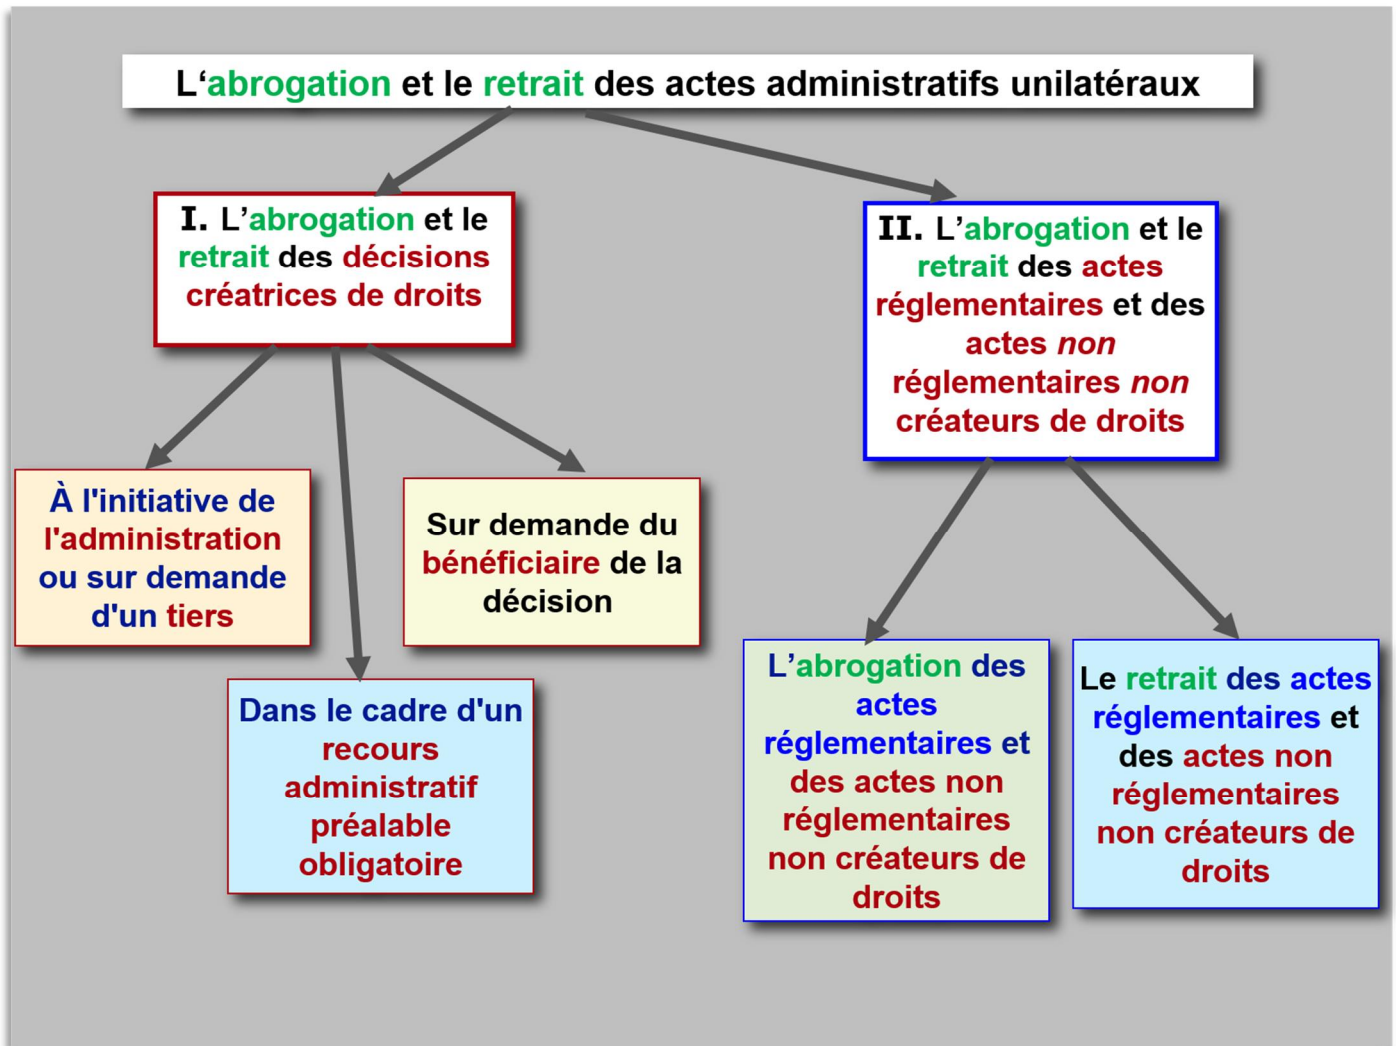 L‘abrogation et le retrait des actes administratifs unilatéraux
I. L’abrogation et le
retrait des décisions
créatrices de droits
II. L’abrogation et le
retrait des actes
réglementaires et des
actes non
réglementaires non
créateurs de droits
À l'initiative de
l'administration
ou sur demande
d'un tiers
Sur demande du
bénéficiaire de la
décision
Dans le cadre d'un
recours
administratif
préalable
obligatoire
L’abrogation des
actes
réglementaires et
des actes non
réglementaires
non créateurs de
droits
Le retrait des actes
réglementaires et
des actes non
réglementaires
non créateurs de
droits